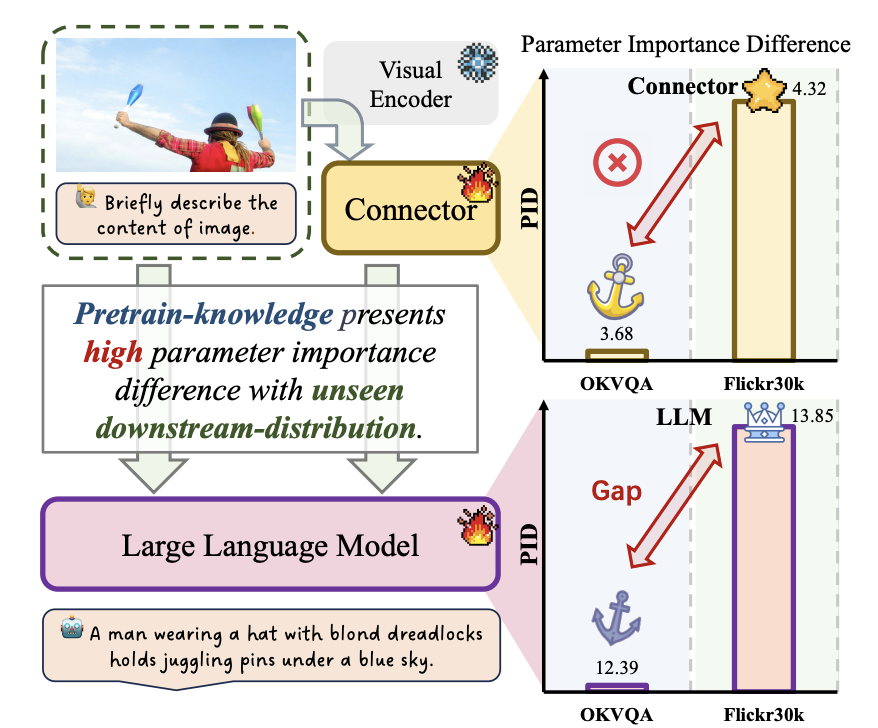 Visual
Encoder
Briefly describe the
content of image.
Connector
Pretrain-knowledge presents
high parameter importance
difference with unseen
downstream-distribution.
Large Language Model
A man wearing a hat with blond dreadlocks
holds juggling pins under a blue sky.
Parameter Importance Difference
Connector
4.32
PID
3.68
OKVQA
Flickr30k
LLM
13.85
Gap
PID
12.39
OKVQA
Flickr30k